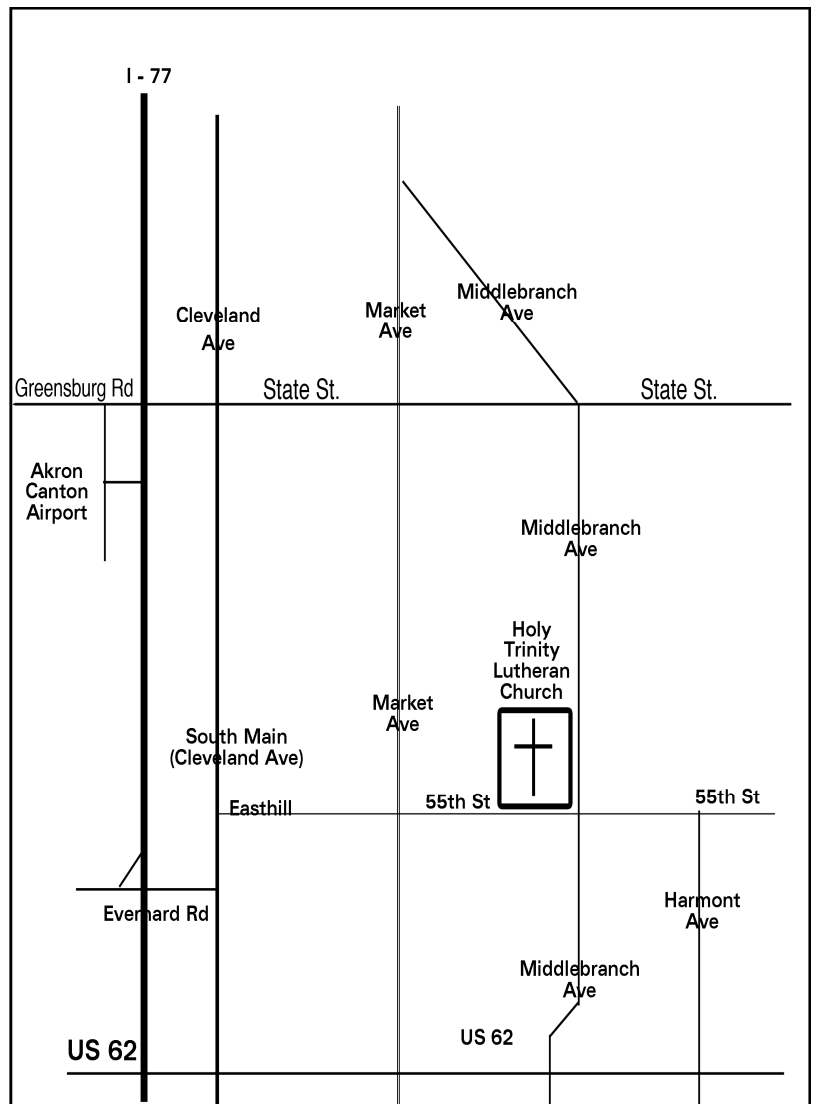 I - 77
Middlebranch
Ave
Cleveland
Ave
Market
Ave
Greensburg Rd
State St.
State St.
Akron
Canton
Airport
Middlebranch
Ave
Holy
Trinity
Lutheran
Church
Market
Ave
South Main
(Cleveland Ave)
Easthill
55th St
55th St
Everhard Rd
Harmont
Ave
Middlebranch
Ave
US 62
US 62